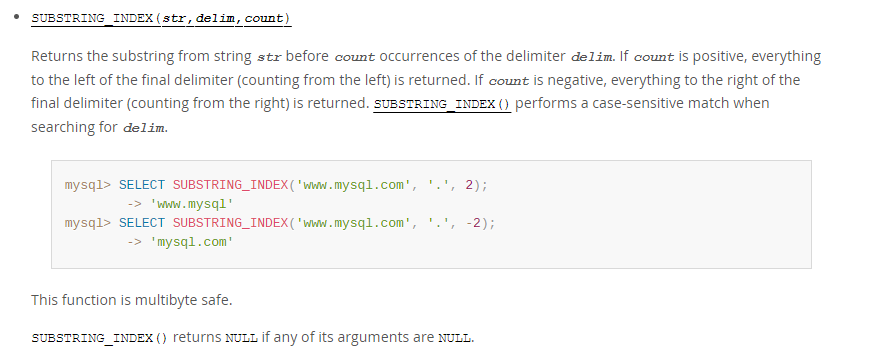 SUBSTRING_INDEX(str,delim,count)
Returns the substring from string str before count occurrences of the delimiter delim. If count is positive, everything
to the left of the final delimiter (counting from the left) is returned. If count is negative, everything to the right of the
final delimiter (counting from the right) is returned. SUBSTRING_INDEX() performs a case-sensitive match when
searching for delim.
mysql> SELECT SUBSTRING_INDEX('www.mysql.com', '.', 2);
-> 'www.mysql'
mysql> SELECT SUBSTRING_INDEX('www.mysql.com', '.', -2);
-> 'mysql.com'
This function is multibyte safe.
SUBSTRING_INDEX() returns NULL if any of its arguments are NULL.